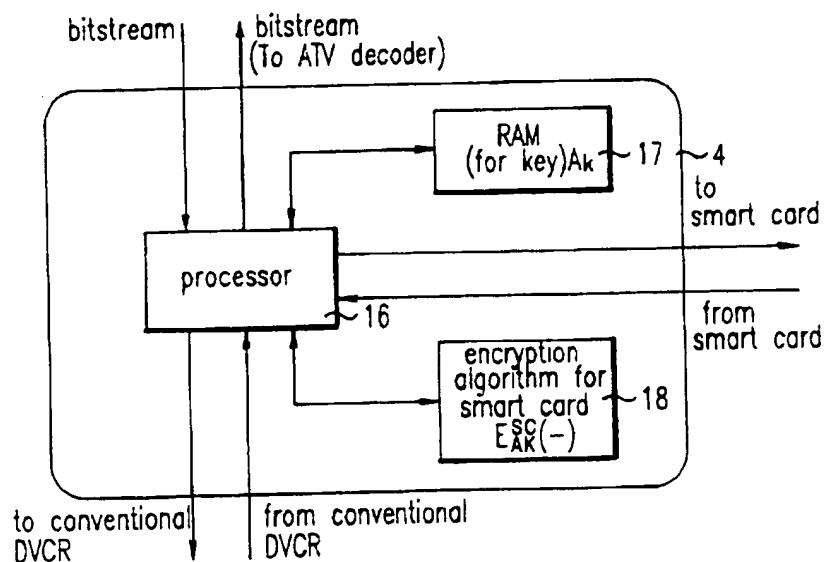 bitstream
bitstream
(To ATV decoder)
RAM
(for key)Ak
17
4
to
smart card
processor
16
from
smart card
encryption
algorithm for
smart card
E^SC_AK(-)
18
to conventional
DVCR
from conventional
DVCR